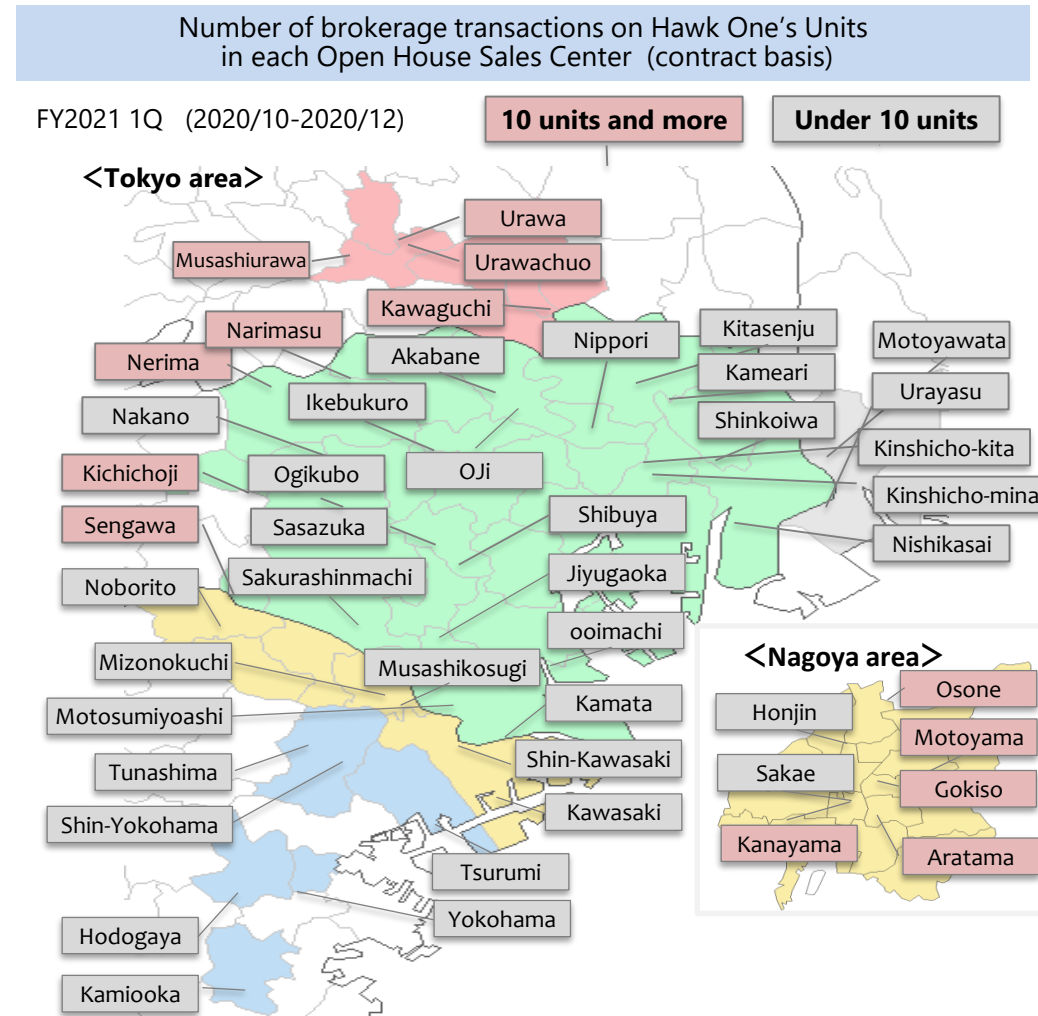 Number of brokerage transactions on Hawk One's Units
in each Open House Sales Center (contract basis)
FY2021 1Q (2020/10-2020/12)
10 units and more
Under 10 units
<Tokyo area>
Urawa
Musashiurawa
Urawachuo
Kawaguchi
Narimasu
Nippori
Kitasenju
Motoyawata
Nerima
Akabane
Kameari
Urayasu
Nakano
Ikebukuro
Shinkoiwa
Kinshicho-kita
Kichichoji
Ogikubo
OJi
Kinshicho-mina
Sengawa
Sasazuka
Shibuya
Nishikasai
Noborito
Sakurashinmachi
Jiyugaoka
ooimachi
Mizonokuchi
Musashikosugi
Motosumiyoashi
Kamata
Tunashima
Shin-Kawasaki
Shin-Yokohama
Kawasaki
Tsurumi
Hodogaya
Yokohama
Kamiooka
<Nagoya area>
Osone
Honjin
Motoyama
Sakae
Gokiso
Kanayama
Aratama